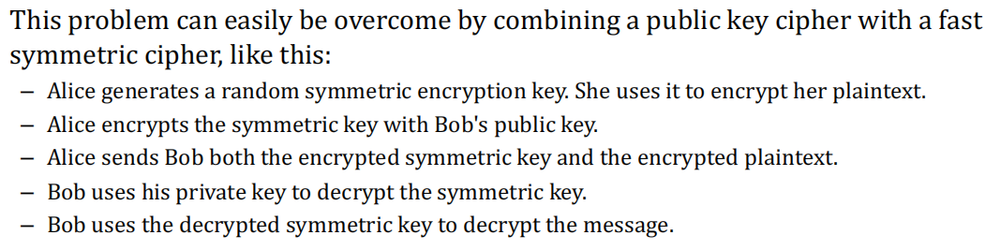 This problem can easily be overcome by combining a public key cipher with a fast
symmetric cipher, like this:
– Alice generates a random symmetric encryption key. She uses it to encrypt her plaintext.
– Alice encrypts the symmetric key with Bob's public key.
– Alice sends Bob both the encrypted symmetric key and the encrypted plaintext.
– Bob uses his private key to decrypt the symmetric key.
– Bob uses the decrypted symmetric key to decrypt the message.